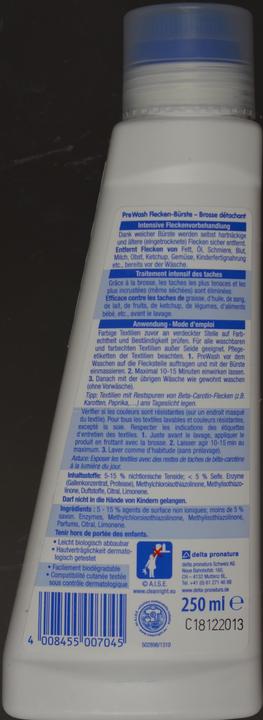 PreWash Flecken-Bürste – Brosse détachant
Intensive Fleckenvorbehandlung
Dank weicher Bürste werden selbst hartnäckige
und ältere (eingetrocknete) Flecken sicher entfernt.
Entfernt Flecken von Fett, Öl, Schmiere, Blut,
Milch, Obst, Ketchup, Gemüse, Kinderfertignahrung
etc., bereits vor der Wäsche.
Traitement intensif des taches
Grâce à la brosse, les taches les plus tenaces et les
plus incrustées (même séchées) sont éliminées.
Efficace contre les taches de graisse, d'huile, de sang,
de lait, de fruits, de ketchup, de légumes, d'aliments
bébé, etc., avant le lavage.
Anwendung - Mode d'emploi
Farbige Textilien zuvor an verdeckter Stelle auf Farb-
echtheit und Beständigkeit prüfen. Für alle waschbaren
und farbechten Textilien außer Seide geeignet. Pflege-
etiketten der Textilien beachten. 1. PreWash vor dem
Waschen auf die Fleckstelle auftragen und mit der Bürste
einmassieren. 2. Maximal 10-15 Minuten einwirken lassen.
3. Danach mit der übrigen Wäsche wie gewohnt waschen
(ohne Vorwäsche).
Tipp: Textilien mit Restspuren von Beta-Carotin-Flecken (z.B.
Karotten, Paprika,...) ans Tageslicht legen.
Vérifier si les couleurs sont résistantes (sur un endroit masqué
du textile). Pour tous les textiles lavables et couleurs résistantes,
excepté la soie. Respecter les indications des étiquettes
d'entretien des textiles. 1. Juste avant le lavage, appliquer le
produit en frottant avec la brosse. 2. Laisser agir 10-15 min au
maximum. 3. Laver comme d'habitude (sans prélavage).
Astuce: Exposer les textiles avec des restes de taches de bêta-carotène
à la lumière du jour.
Inhaltsstoffe: 5-15 % nichtionische Tenside; < 5 % Seife. Enzyme
(Gallenkonzentrat, Protease), Methylchloroisothiazolinone, Methylisothia-
zolinone, Duftstoffe, Citral, Limonene.
Darf nicht in die Hände von Kindern gelangen.
Ingrédients : 5 - 15 % agents de surface non ioniques; moins de 5 %
savon. Enzymes, Methylchloroisothiazolinone, Methylisothiazolinone,
Parfums, Citral, Limonene.
Tenir hors de portée des enfants.
• Leicht biologisch abbaubar
• Hautverträglichkeit dermato-
logisch getestet
• Facilement biodégradable
• Compatibilité cutanée testée
sous contrôle dermatologique
© A.I.S.E.
www.cleanright.eu
delta pronatura
delta pronatura Schweiz AG
Neue Bahnhofstr. 160,
CH – 4132 Muttenz BL,
www.delta-pronatura.de
250 ml ℮
C18122013
4 008455 007045
502898/1310